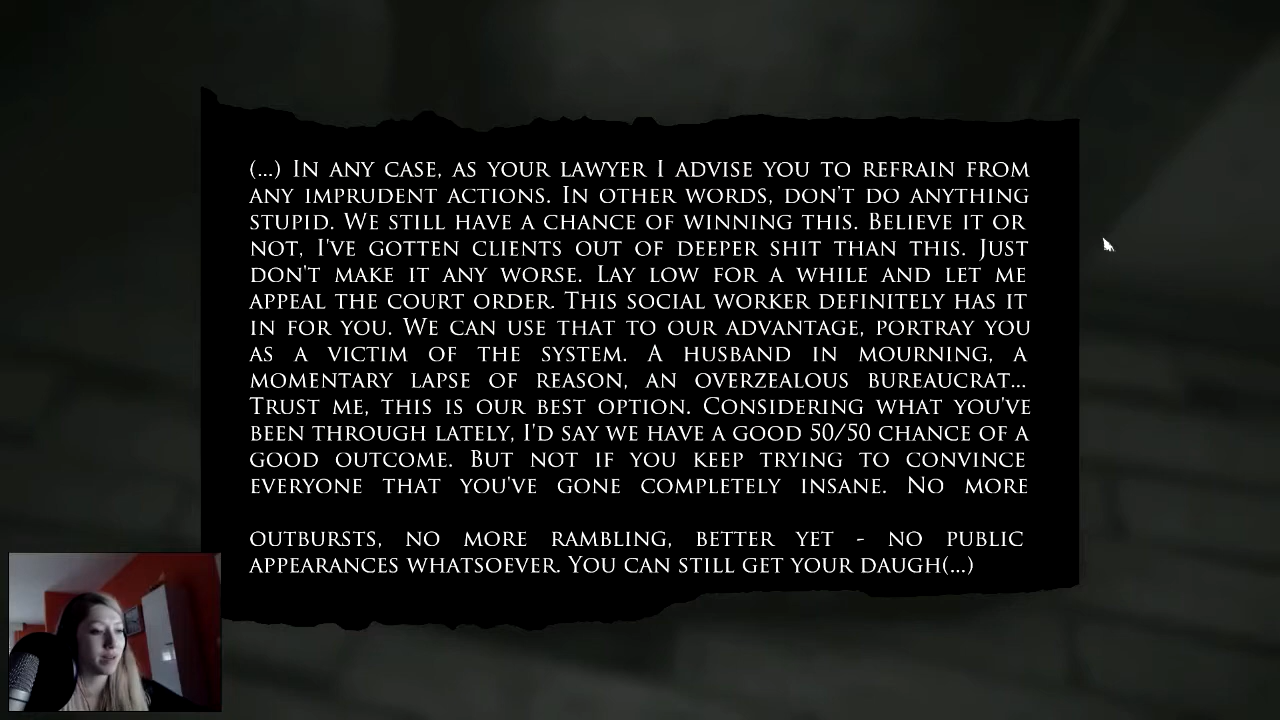 (...) In any case, as your lawyer I advise you to refrain from
any imprudent actions. In other words, don't do anything
stupid. We still have a chance of winning this. Believe it or
not, I've gotten clients out of deeper shit than this. Just
don't make it any worse. Lay low for a while and let me
appeal the court order. This social worker definitely has it
in for you. We can use that to our advantage, portray you
as a victim of the system. A husband in mourning, a
momentary lapse of reason, an overzealous bureaucrat...
Trust me, this is our best option. Considering what you've
been through lately, I'd say we have a good 50/50 chance of a
good outcome. But not if you keep trying to convince
everyone that you've gone completely insane. No more
outbursts, no more rambling, better yet - no public
appearances whatsoever. You can still get your daugh(...)